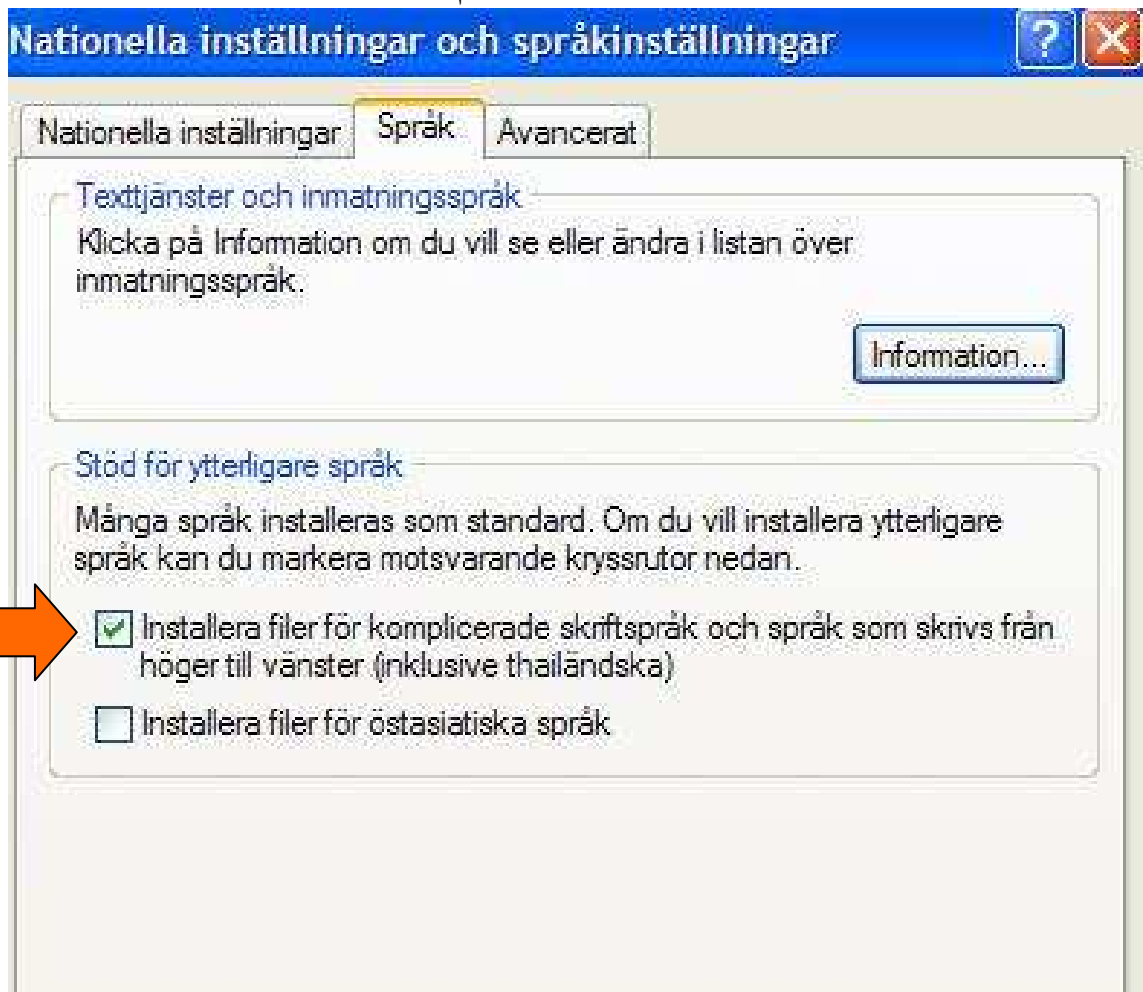 Nationella inställningar och språkinställningar
Nationella inställningar Språk Avancerat
Texttjänster och inmatningsspråk
Klicka på Information om du vill se eller ändra i listan över
inmatningsspråk.
Information...
Stöd för ytterligare språk
Många språk installeras som standard. Om du vill installera ytterligare
språk kan du markera motsvarande kryssrutor nedan.
Installera filer för komplicerade skriftspråk och språk som skrivs från
höger till vänster (inklusive thailändska)
Installera filer för östasiatiska språk